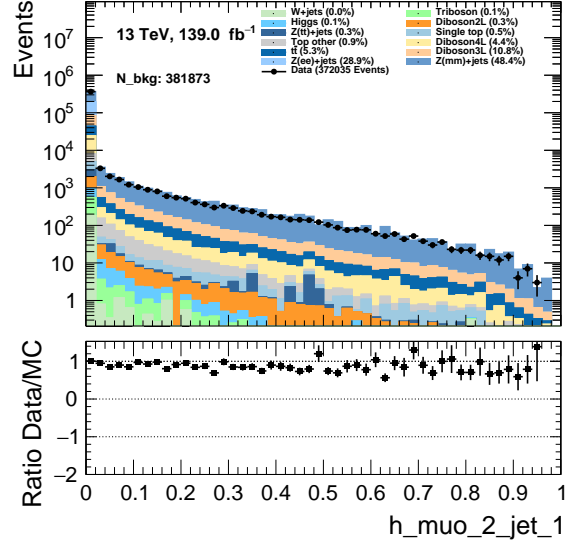 Events
10⁷
10⁶
10⁵
10⁴
10³
10²
10
1
13 TeV, 139.0 fb⁻¹
N_bkg: 381873
W+jets (0.0%)
Higgs (0.1%)
Z(tt)+jets (0.3%)
Top other (0.9%)
tt̄ (5.3%)
Z(ee)+jets (28.9%)
Data (372035 Events)
Triboson (0.1%)
Diboson2L (0.3%)
Single top (0.5%)
Diboson4L (4.4%)
Diboson3L (10.8%)
Z(mm)+jets (48.4%)
Ratio Data/MC
1
0
−1
−2
0 0.1 0.2 0.3 0.4 0.5 0.6 0.7 0.8 0.9 1
h_muo_2_jet_1